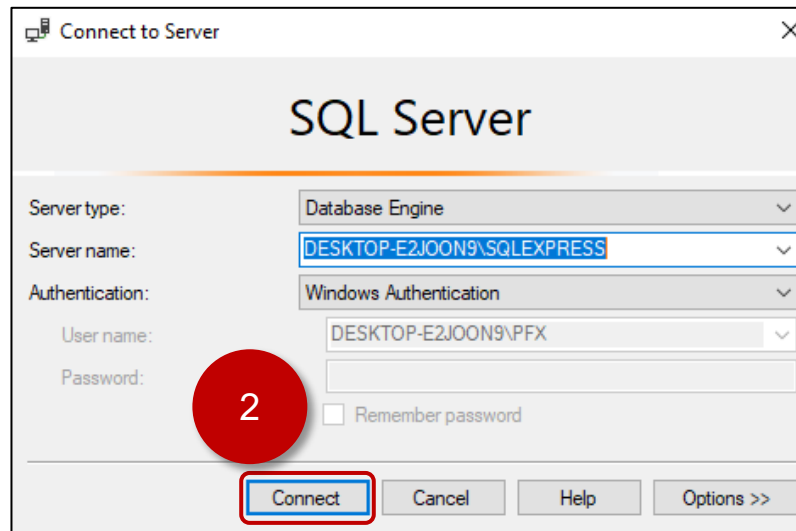 Connect to Server
SQL Server
Server type: Database Engine
Server name: DESKTOP-E2JOON9\SQLEXPRESS
Authentication: Windows Authentication
User name: DESKTOP-E2JOON9\PFX
Password:
2
Remember password
Connect Cancel Help Options >>